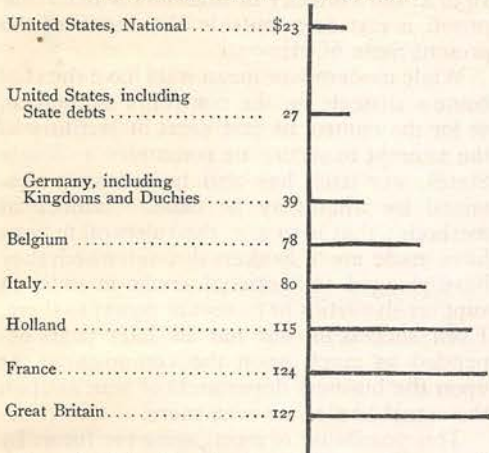 United States, National ..... $23
United States, including
State debts .............. 27
Germany, including
Kingdoms and Duchies .... 39
Belgium ................. 78
Italy .................... 80
Holland ................. 115
France .................. 124
Great Britain ............ 127